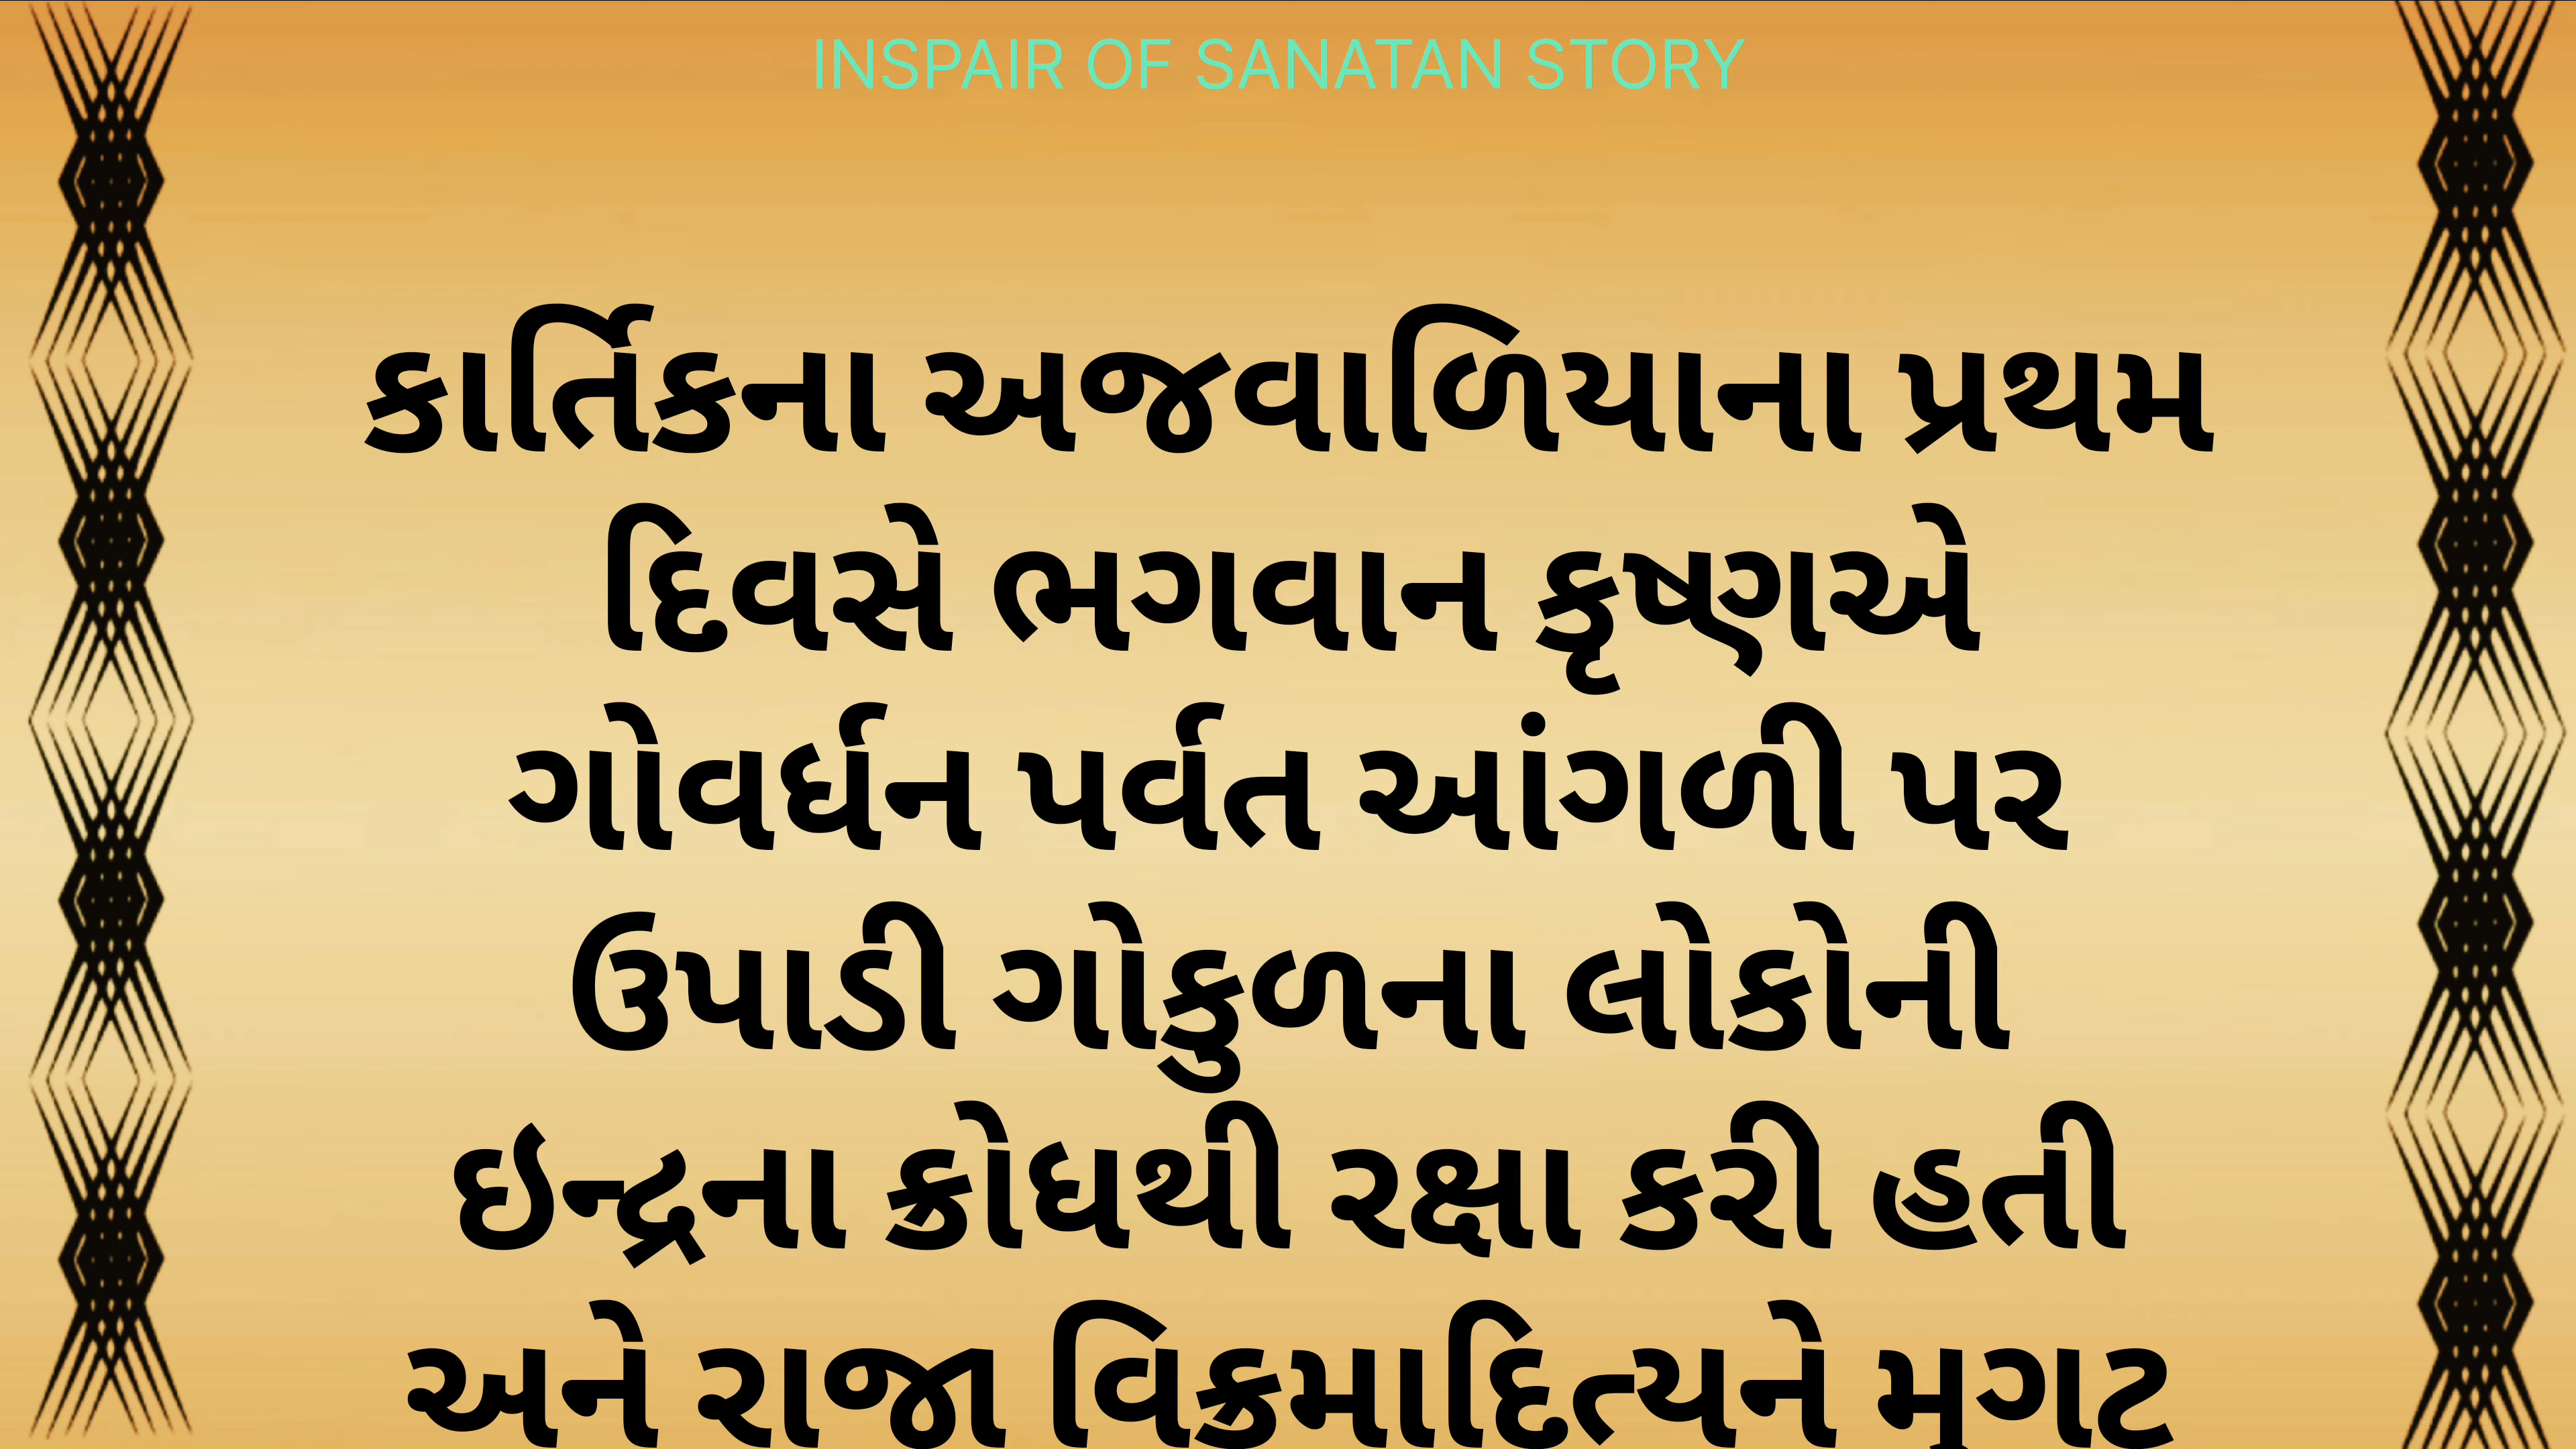 INSPAIR OF SANATAN STORY
કાર્તિકના અજવાળિયાના પ્રથમ
દિવસે ભગવાન કૃષ્ણએ
ગોવર્ધન પર્વત આંગળી પર
ઉપાડી ગોકુળના લોકોની
ઇન્દ્રના ક્રોધથી રક્ષા કરી હતી
અને રાજા વિક્રમાદિત્યને મુગટ